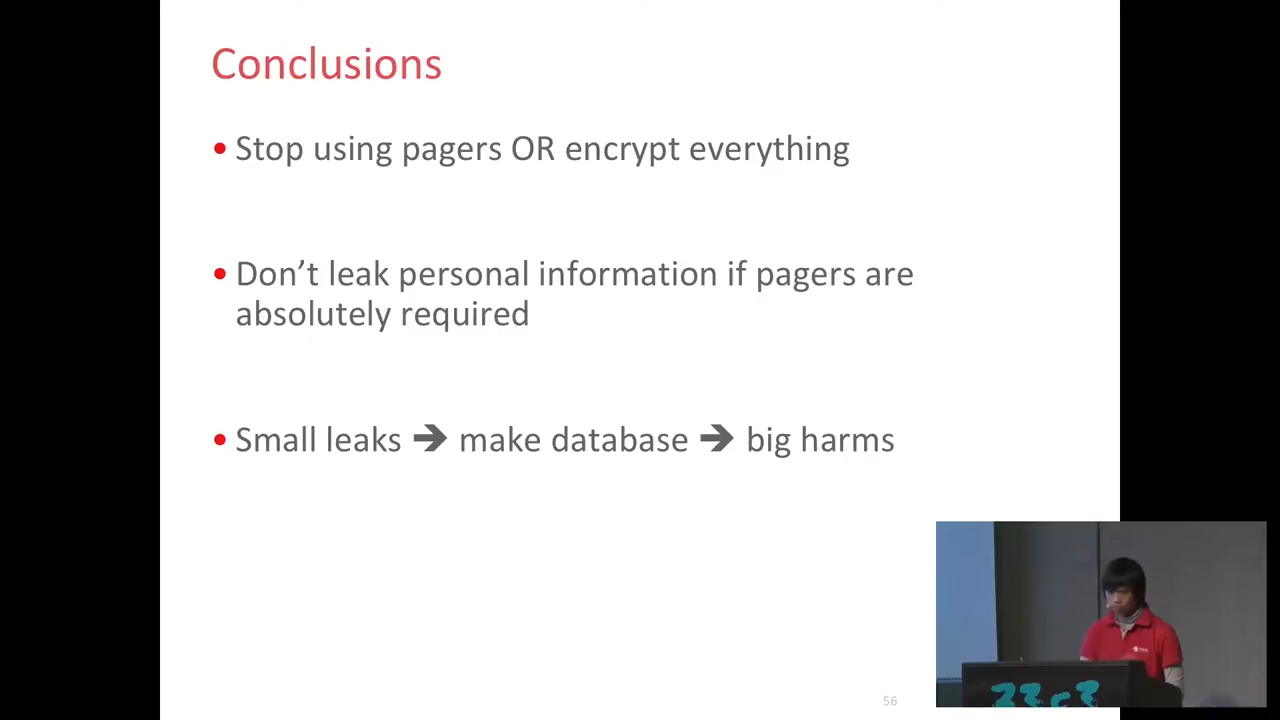 Conclusions
• Stop using pagers OR encrypt everything
• Don’t leak personal information if pagers are
absolutely required
• Small leaks ➔ make database ➔ big harms
56
33c3